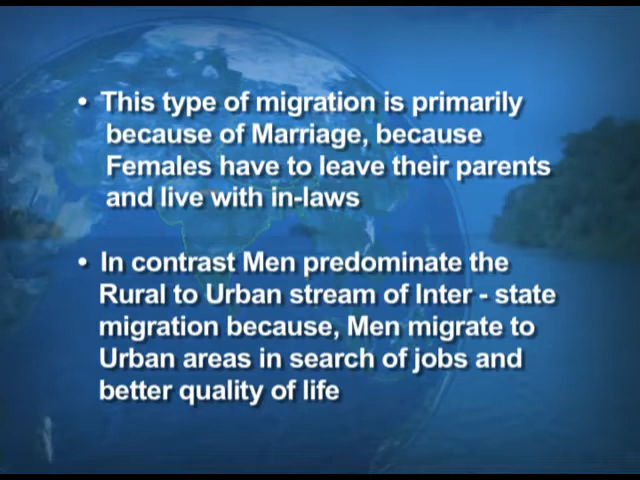 • This type of migration is primarily
because of Marriage, because
Females have to leave their parents
and live with in-laws
• In contrast Men predominate the
Rural to Urban stream of Inter - state
migration because, Men migrate to
Urban areas in search of jobs and
better quality of life